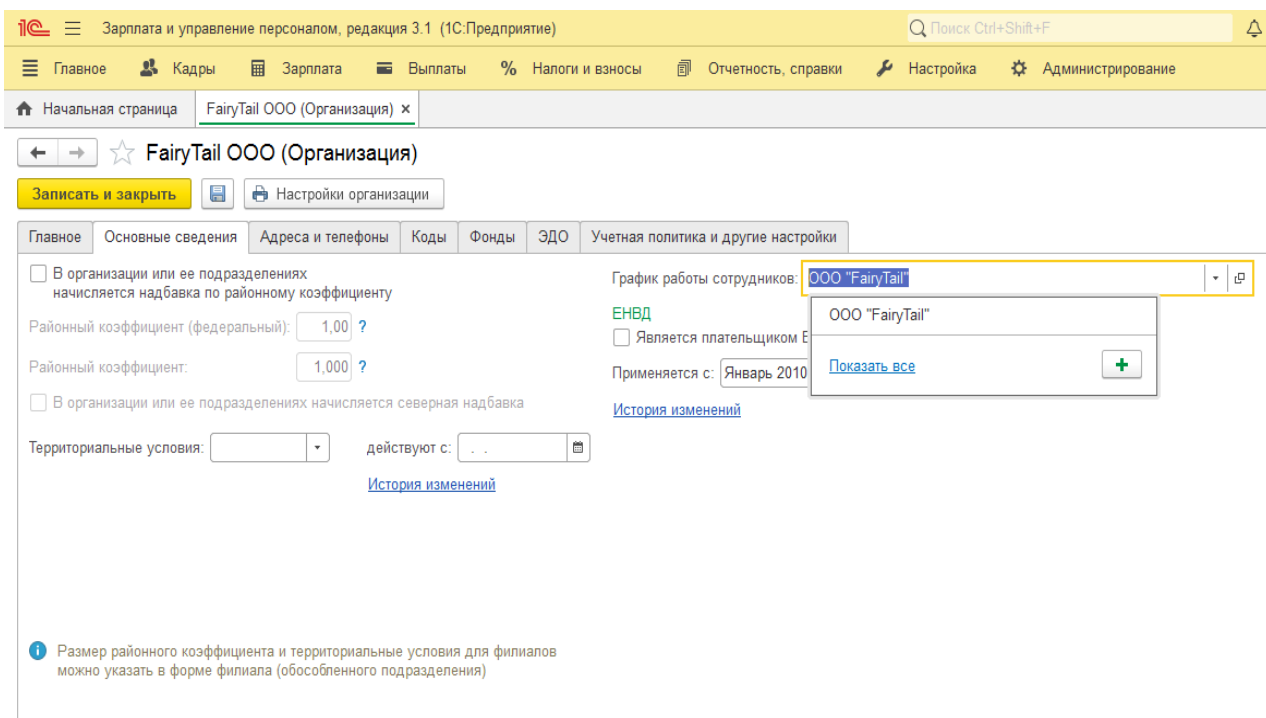 Зарплата и управление персоналом, редакция 3.1 (1С:Предприятие)
Поиск Ctrl+Shift+F
Главное Кадры Зарплата Выплаты % Налоги и взносы Отчетность, справки Настройка Администрирование
Начальная страница FairyTail ООО (Организация) ×
FairyTail ООО (Организация)
Записать и закрыть Настройки организации
Главное Основные сведения Адреса и телефоны Коды Фонды ЭДО Учетная политика и другие настройки
В организации или ее подразделениях
начисляется надбавка по районному коэффициенту
Районный коэффициент (федеральный): 1,00 ?
Районный коэффициент: 1,000 ?
В организации или ее подразделениях начисляется северная надбавка
Территориальные условия: действуют с: . .
История изменений
График работы сотрудников: ООО "FairyTail"
ООО "FairyTail"
Показать все
ЕНВД
Является плательщиком Е
Применяется с: Январь 2010
История изменений
Размер районного коэффициента и территориальные условия для филиалов
можно указать в форме филиала (обособленного подразделения)